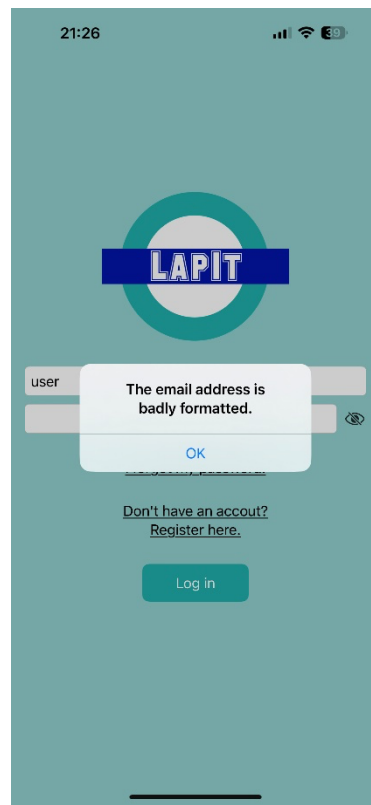 21:26
39
LAPIT
user
The email address is
badly formatted.
OK
Don't have an accout?
Register here.
Log in